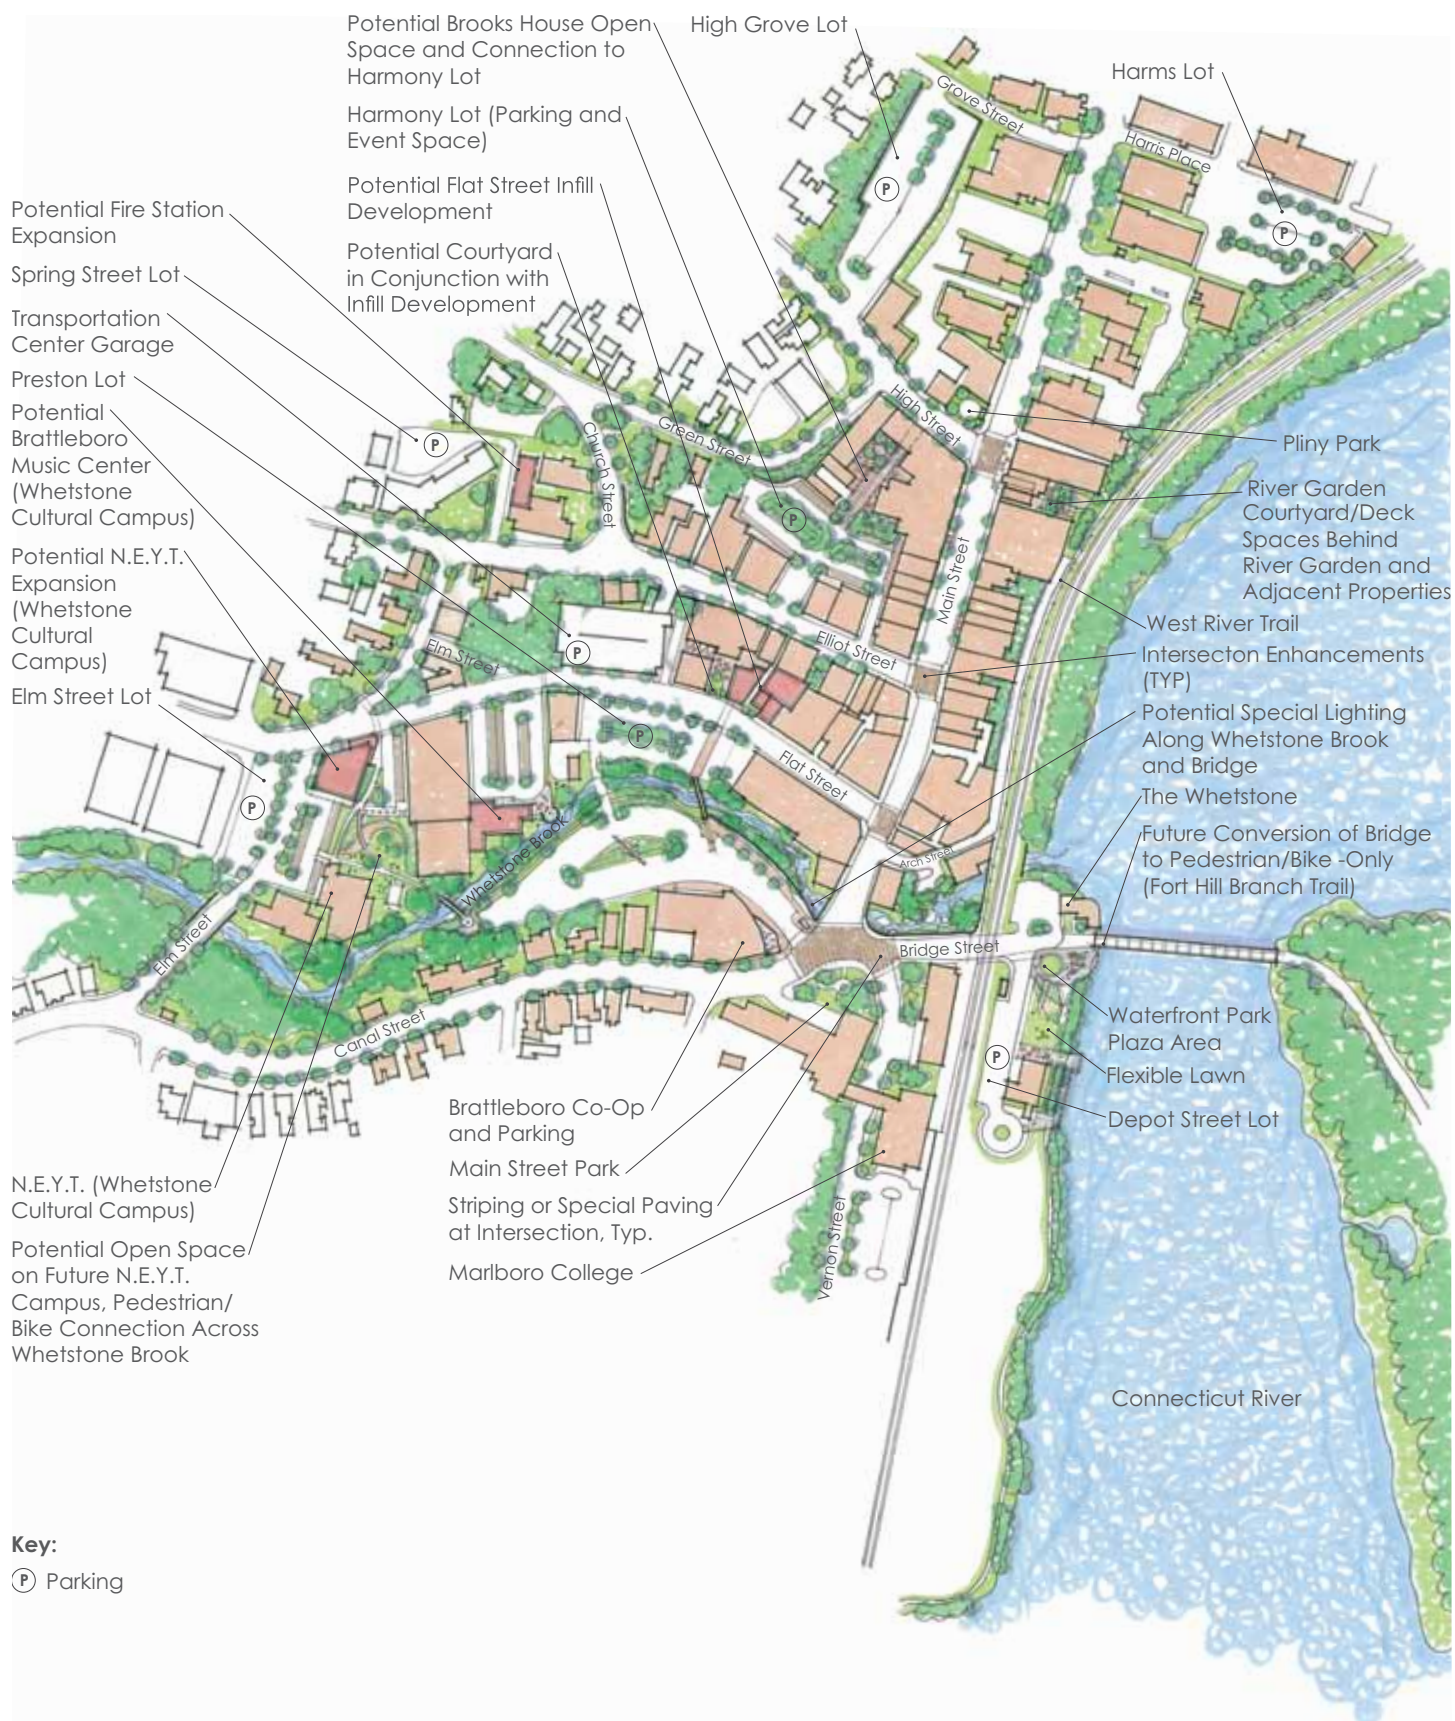 Potential Brooks House Open
Space and Connection to
Harmony Lot
High Grove Lot
Harms Lot
Harmony Lot (Parking and
Event Space)
Potential Flat Street Infill
Development
Potential Courtyard
in Conjunction with
Infill Development
Potential Fire Station
Expansion
Spring Street Lot
Transportation
Center Garage
Preston Lot
Potential
Brattleboro
Music Center
(Whetstone
Cultural Campus)
Potential N.E.Y.T.
Expansion
(Whetstone
Cultural
Campus)
Elm Street Lot
Grove Street
Harris Place
P
P
High Street
Green Street
Church Street
P
P
Main Street
Elliot Street
Elm Street
P
P
P
Flat Street
Arch Street
Whetstone Brook
Elm Street
Bridge Street
Canal Street
P
Vernon Street
Pliny Park
River Garden
Courtyard/Deck
Spaces Behind
River Garden and
Adjacent Properties
West River Trail
Intersecton Enhancements
(TYP)
Potential Special Lighting
Along Whetstone Brook
and Bridge
The Whetstone
Future Conversion of Bridge
to Pedestrian/Bike -Only
(Fort Hill Branch Trail)
Waterfront Park
Plaza Area
Flexible Lawn
Depot Street Lot
Brattleboro Co-Op
and Parking
Main Street Park
Striping or Special Paving
at Intersection, Typ.
Marlboro College
N.E.Y.T. (Whetstone
Cultural Campus)
Potential Open Space
on Future N.E.Y.T.
Campus, Pedestrian/
Bike Connection Across
Whetstone Brook
Connecticut River
Key:
P Parking